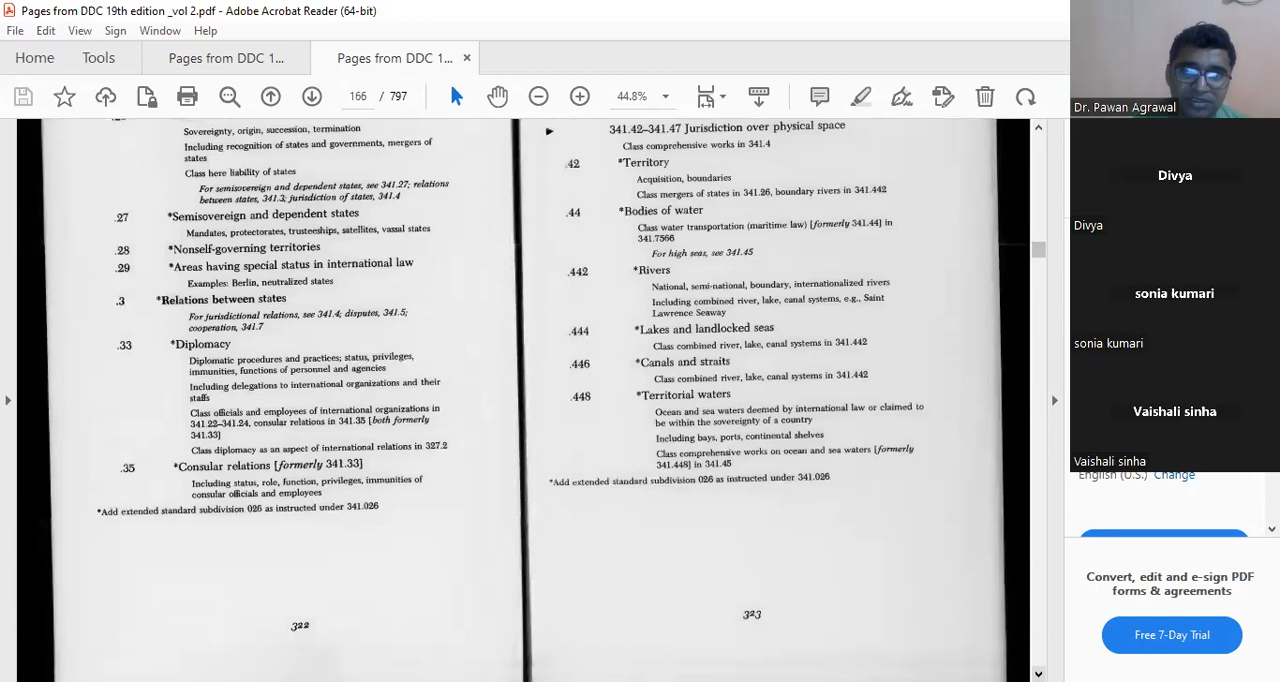 Pages from DDC 19th edition _vol 2.pdf - Adobe Acrobat Reader (64-bit)
File Edit View Sign Window Help
Home Tools Pages from DDC 1... Pages from DDC 1... ×
166 / 797 44.8%
Sovereignty, origin, succession, termination
Including recognition of states and governments, mergers of
states
Class here liability of states
For semisovereign and dependent states, see 341.27; relations
between states, 341.3; jurisdiction of states, 341.4
.27 *Semisovereign and dependent states
Mandates, protectorates, trusteeships, satellites, vassal states
.28 *Nonself-governing territories
.29 *Areas having special status in international law
Examples: Berlin, neutralized states
.3 *Relations between states
For jurisdictional relations, see 341.4; disputes, 341.5;
cooperation, 341.7
.33 *Diplomacy
Diplomatic procedures and practices; status, privileges,
immunities, functions of personnel and agencies
Including delegations to international organizations and their
staffs
Class officials and employees of international organizations in
341.22–341.24, consular relations in 341.35 [both formerly
341.33]
Class diplomacy as an aspect of international relations in 327.2
.35 *Consular relations [formerly 341.33]
Including status, role, function, privileges, immunities of
consular officials and employees
*Add extended standard subdivision 026 as instructed under 341.026
322
341.42–341.47 Jurisdiction over physical space
Class comprehensive works in 341.4
.42 *Territory
Acquisition, boundaries
Class mergers of states in 341.26, boundary rivers in 341.442
.44 *Bodies of water
Class water transportation (maritime law) [formerly 341.44] in
341.7566
For high seas, see 341.45
.442 *Rivers
National, semi-national, boundary, internationalized rivers
Including combined river, lake, canal systems, e.g., Saint
Lawrence Seaway
.444 *Lakes and landlocked seas
Class combined river, lake, canal systems in 341.442
.446 *Canals and straits
Class combined river, lake, canal systems in 341.442
.448 *Territorial waters
Ocean and sea waters deemed by international law or claimed to
be within the sovereignty of a country
Including bays, ports, continental shelves
Class comprehensive works on ocean and sea waters [formerly
341.448] in 341.45
*Add extended standard subdivision 026 as instructed under 341.026
323
Dr. Pawan Agrawal
Divya
Divya
sonia kumari
sonia kumari
Vaishali sinha
Vaishali sinha
English (U.S.) Change
Convert, edit and e-sign PDF
forms & agreements
Free 7-Day Trial